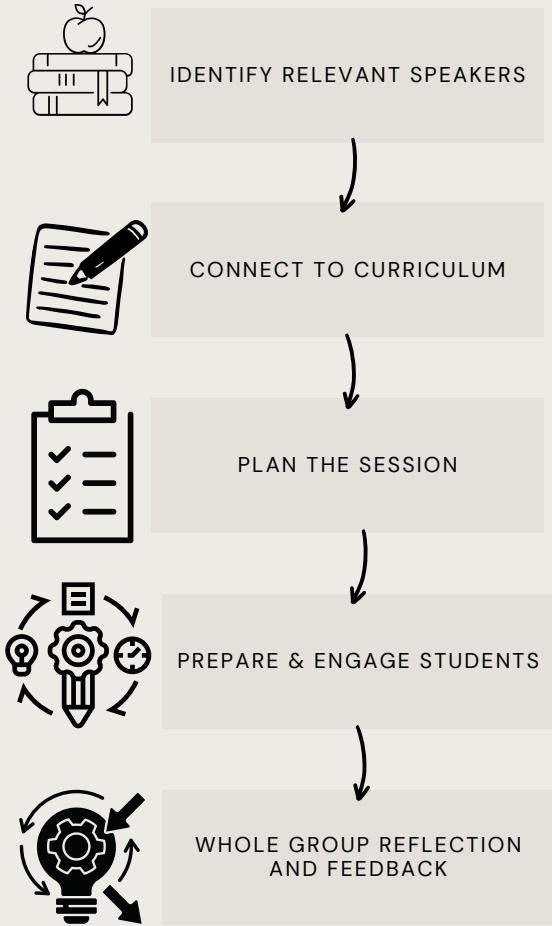 IDENTIFY RELEVANT SPEAKERS
CONNECT TO CURRICULUM
PLAN THE SESSION
PREPARE & ENGAGE STUDENTS
WHOLE GROUP REFLECTION
AND FEEDBACK